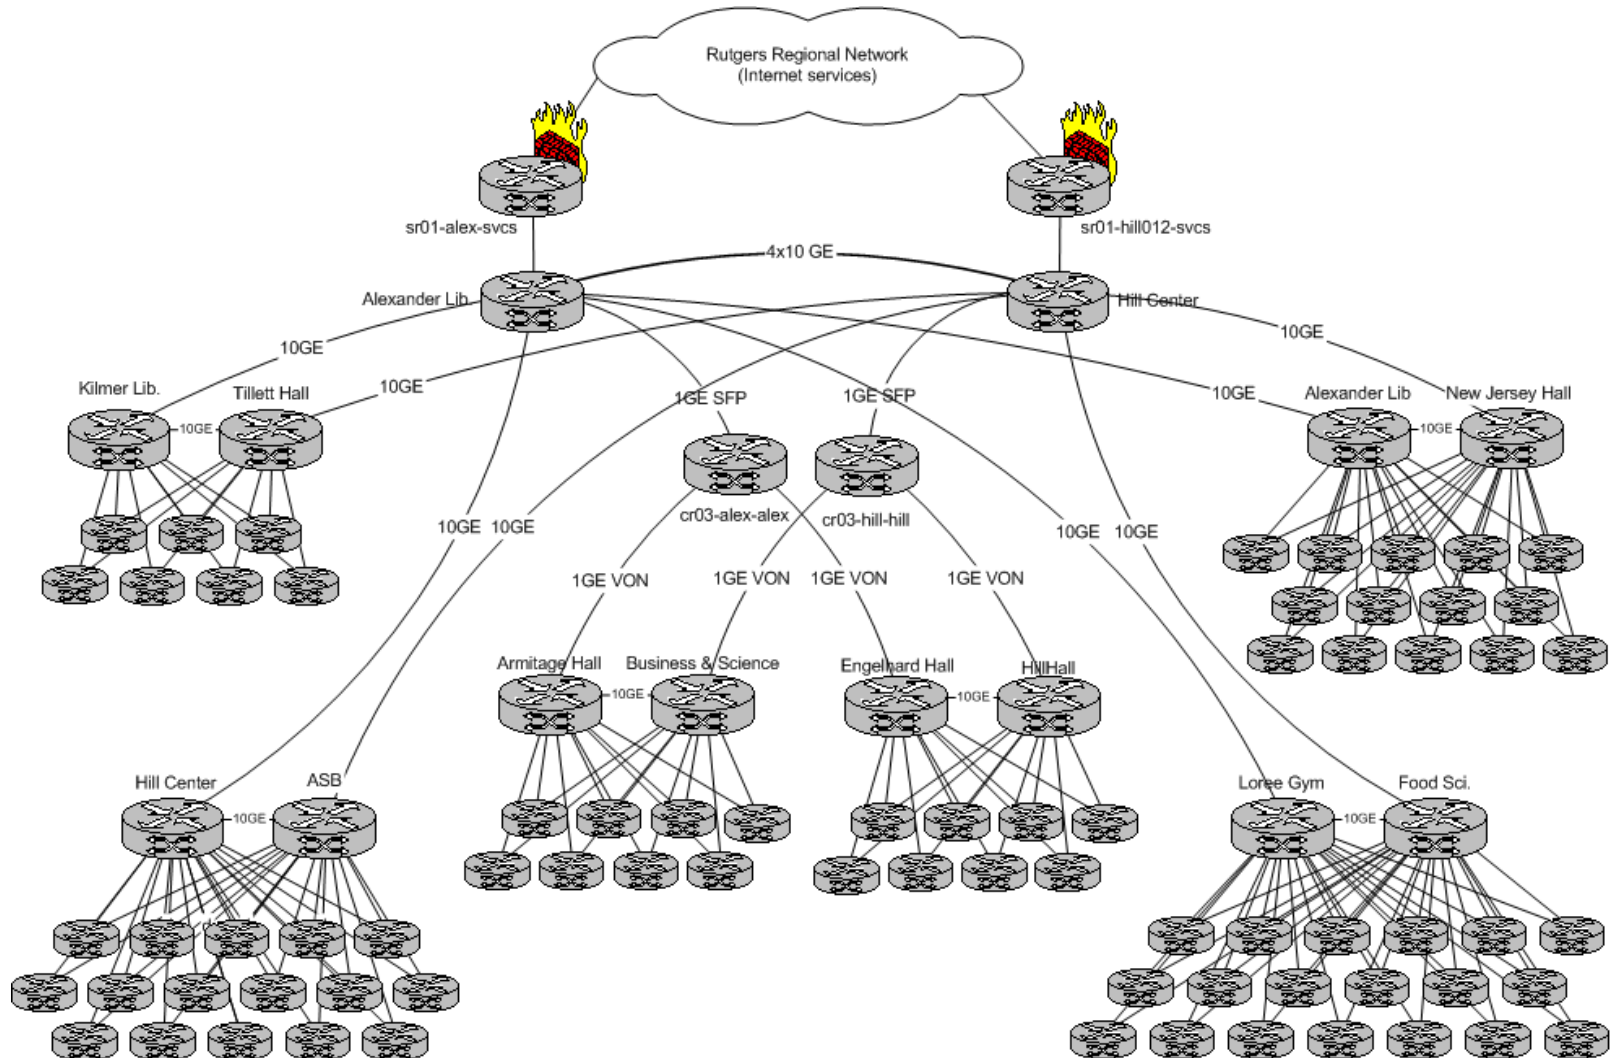 Rutgers Regional Network
(Internet services)
sr01-alex-svcs
sr01-hill012-svcs
4x10 GE
Alexander Lib.
Hill Center
10GE
10GE
Kilmer Lib.
Tillett Hall
10GE
10GE
1GE SFP
1GE SFP
10GE
Alexander Lib
New Jersey Hall
10GE
10GE
cr03-alex-alex
cr03-hill-hill
10GE
10GE
10GE
10GE
1GE VON
1GE VON
1GE VON
1GE VON
Armitage Hall
Business & Science
Engelhard Hall
HillHall
10GE
10GE
Hill Center
ASB
Loree Gym
Food Sci.
10GE
10GE